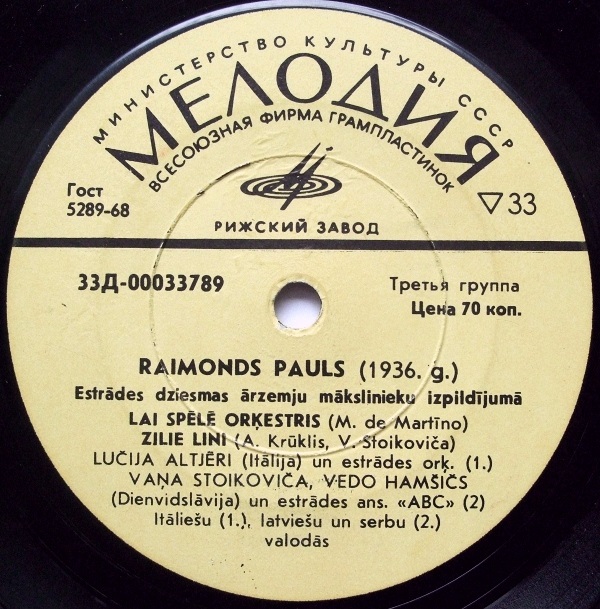 МИНИСТЕРСТВО КУЛЬТУРЫ СССР
МЕЛОДИЯ
ВСЕСОЮЗНАЯ ФИРМА ГРАМПЛАСТИНОК
Гост
5289-68
▽33
РИЖСКИЙ ЗАВОД
33Д-00033789
Третья группа
Цена 70 коп.
RAIMONDS PAULS (1936. g.)
Estrādes dziesmas ārzemju mākslinieku izpildījumā
LAI SPĒLĒ ORĶESTRIS (M. de Martīno)
ZILIE LINI (A. Krūklis, V. Stoikoviča)
LUČIJA ALTJĒRI (Itālija) un estrādes orķ. (1.)
VAŅA STOIKOVIČA, VEDO HAMŠIČS
(Dienvidslāvija) un estrādes ans. «ABC» (2)
Itāliešu (1.), latviešu un serbu (2.)
valodās